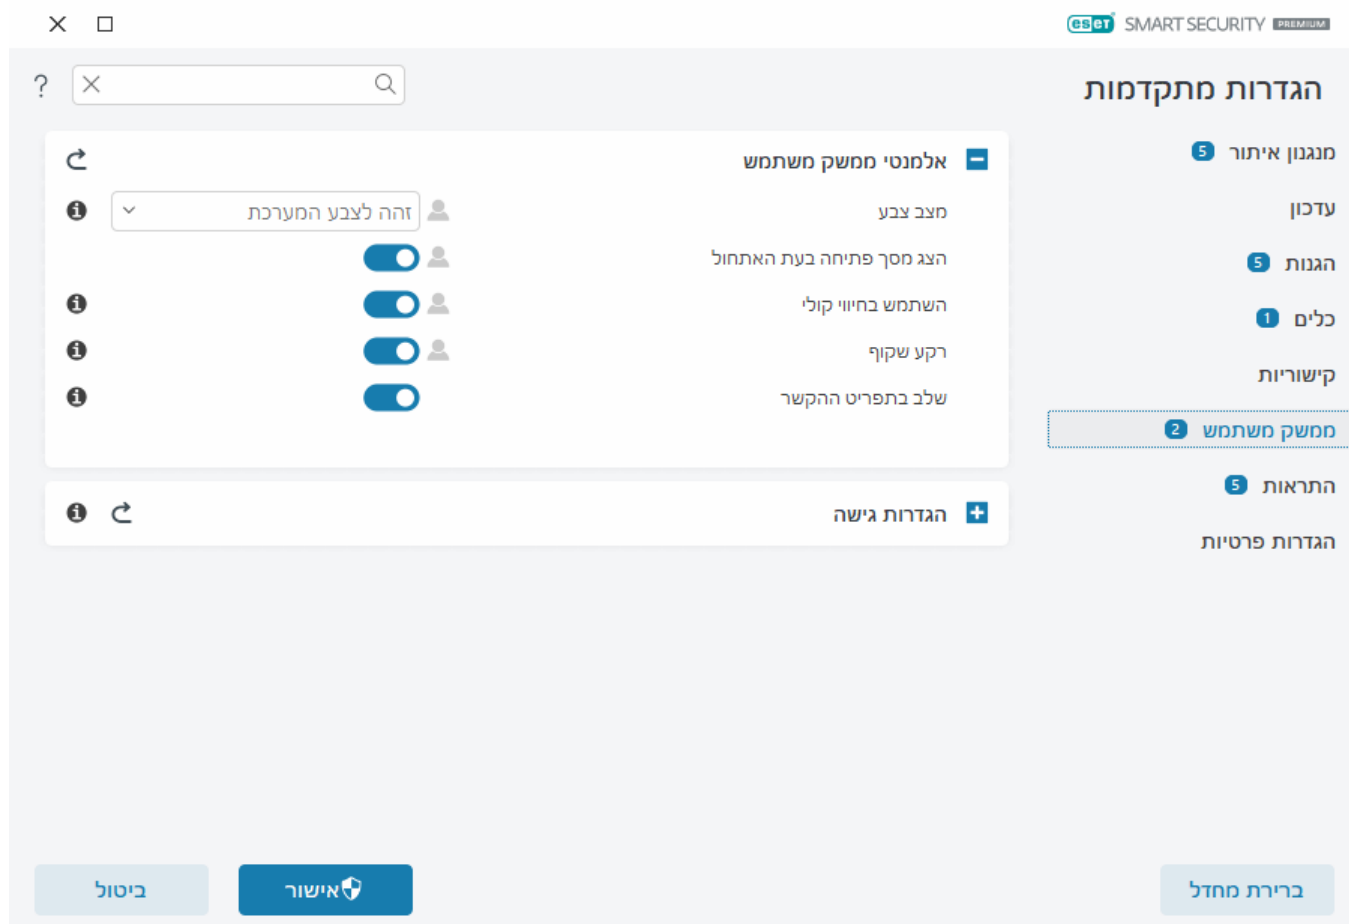 eset SMART SECURITY PREMIUM
הגדרות מתקדמות
?
מנגנון איתור 5
עדכון
הגנות 5
כלים 1
קישוריות
ממשק משתמש 2
התראות 5
הגדרות פרטיות
אלמנטי ממשק משתמש
מצב צבע
זהה לצבע המערכת
הצג מסך פתיחה בעת האתחול
השתמש בחיווי קולי
רקע שקוף
שלב בתפריט ההקשר
הגדרות גישה
ברירת מחדל
אישור
ביטול